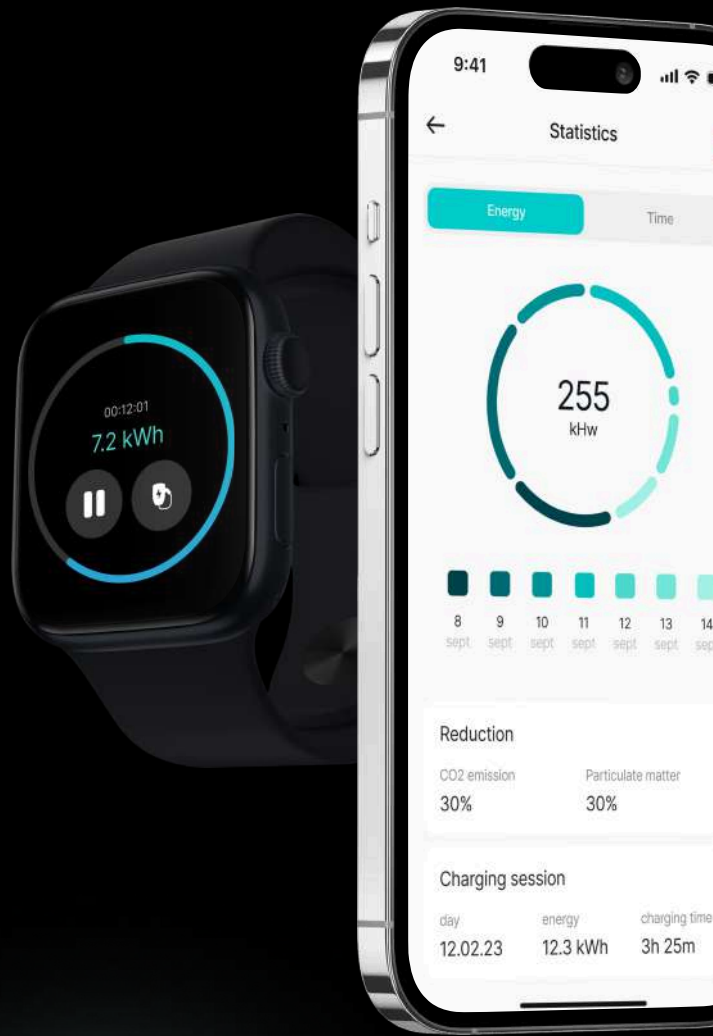 00:12:01
7.2 kWh
9:41
Statistics
Energy Time
255
kHw
8 9 10 11 12 13 14
sept sept sept sept sept sept sep
Reduction
CO2 emission Particulate matter
30% 30%
Charging session
day energy charging time
12.02.23 12.3 kWh 3h 25m